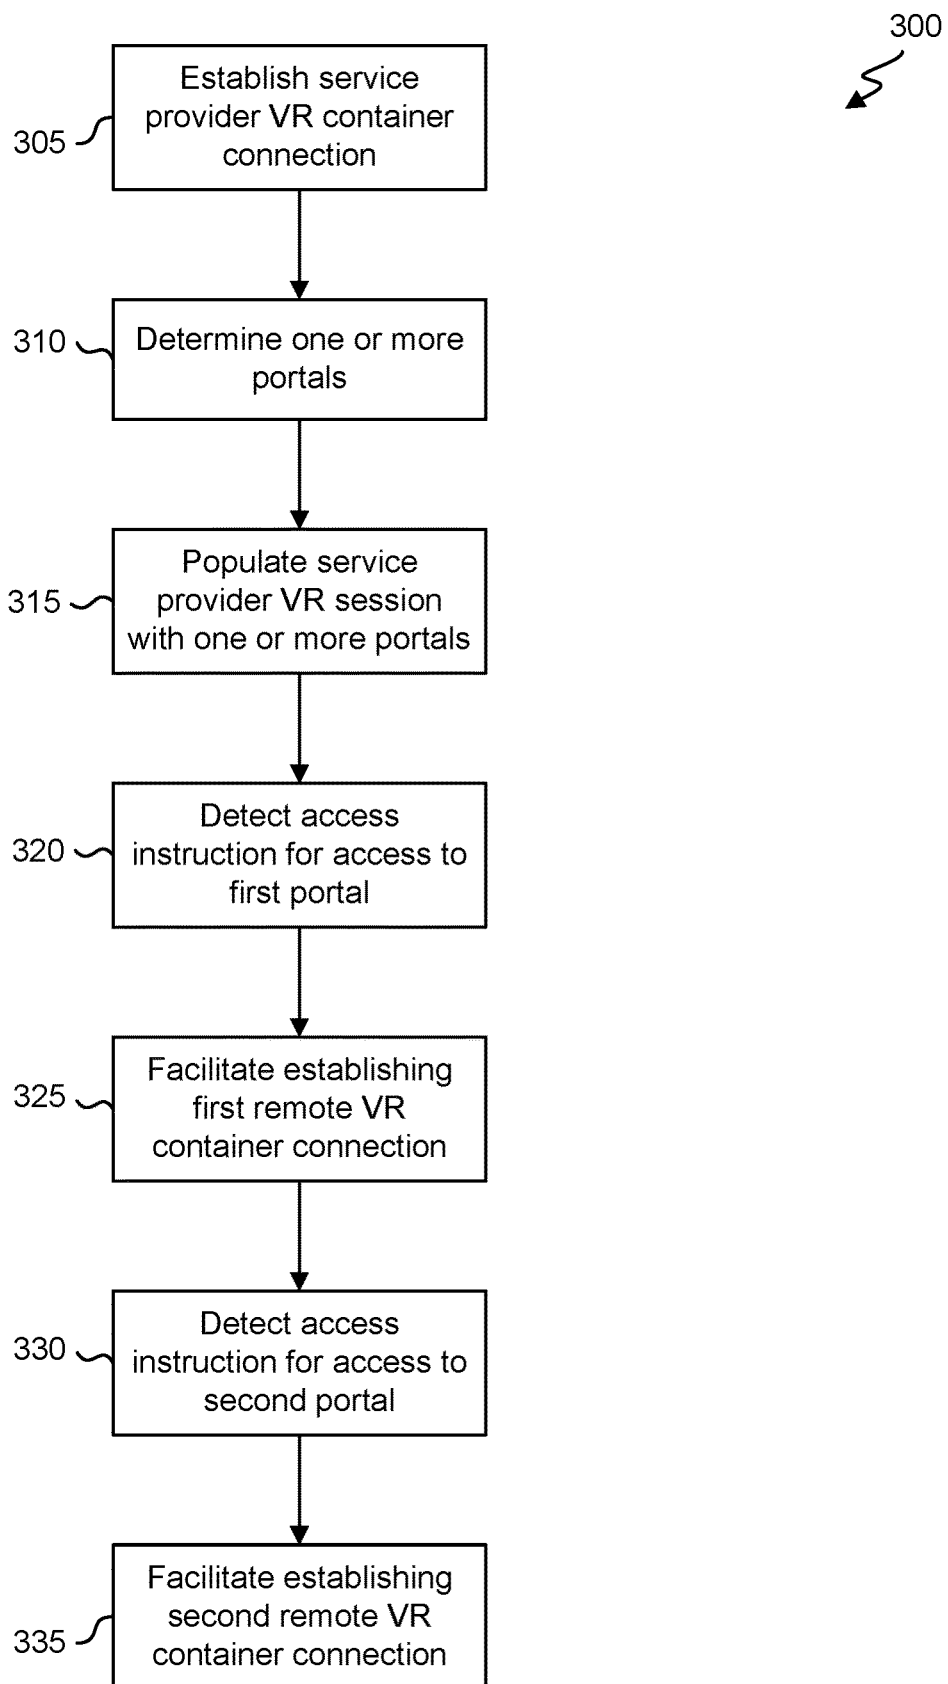 300
Establish service
provider VR container
connection
305
Determine one or more
portals
310
Populate service
provider VR session
with one or more portals
315
Detect access
instruction for access to
first portal
320
Facilitate establishing
first remote VR
container connection
325
Detect access
instruction for access to
second portal
330
Facilitate establishing
second remote VR
container connection
335